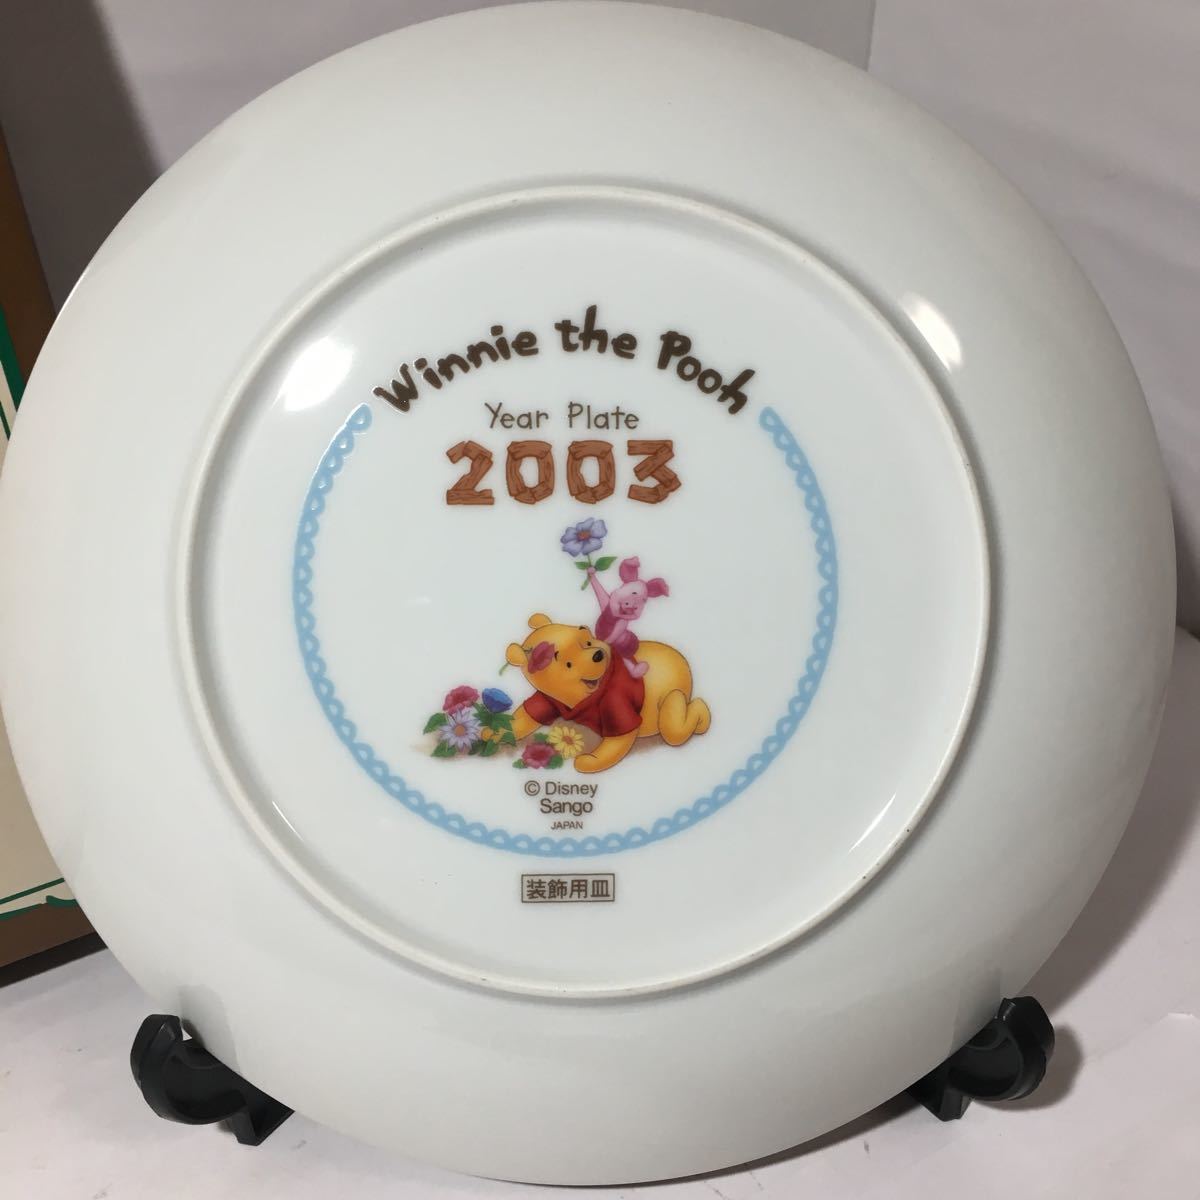 Winnie the Pooh
Year Plate
2003
© Disney
Sango
JAPAN
装飾用皿